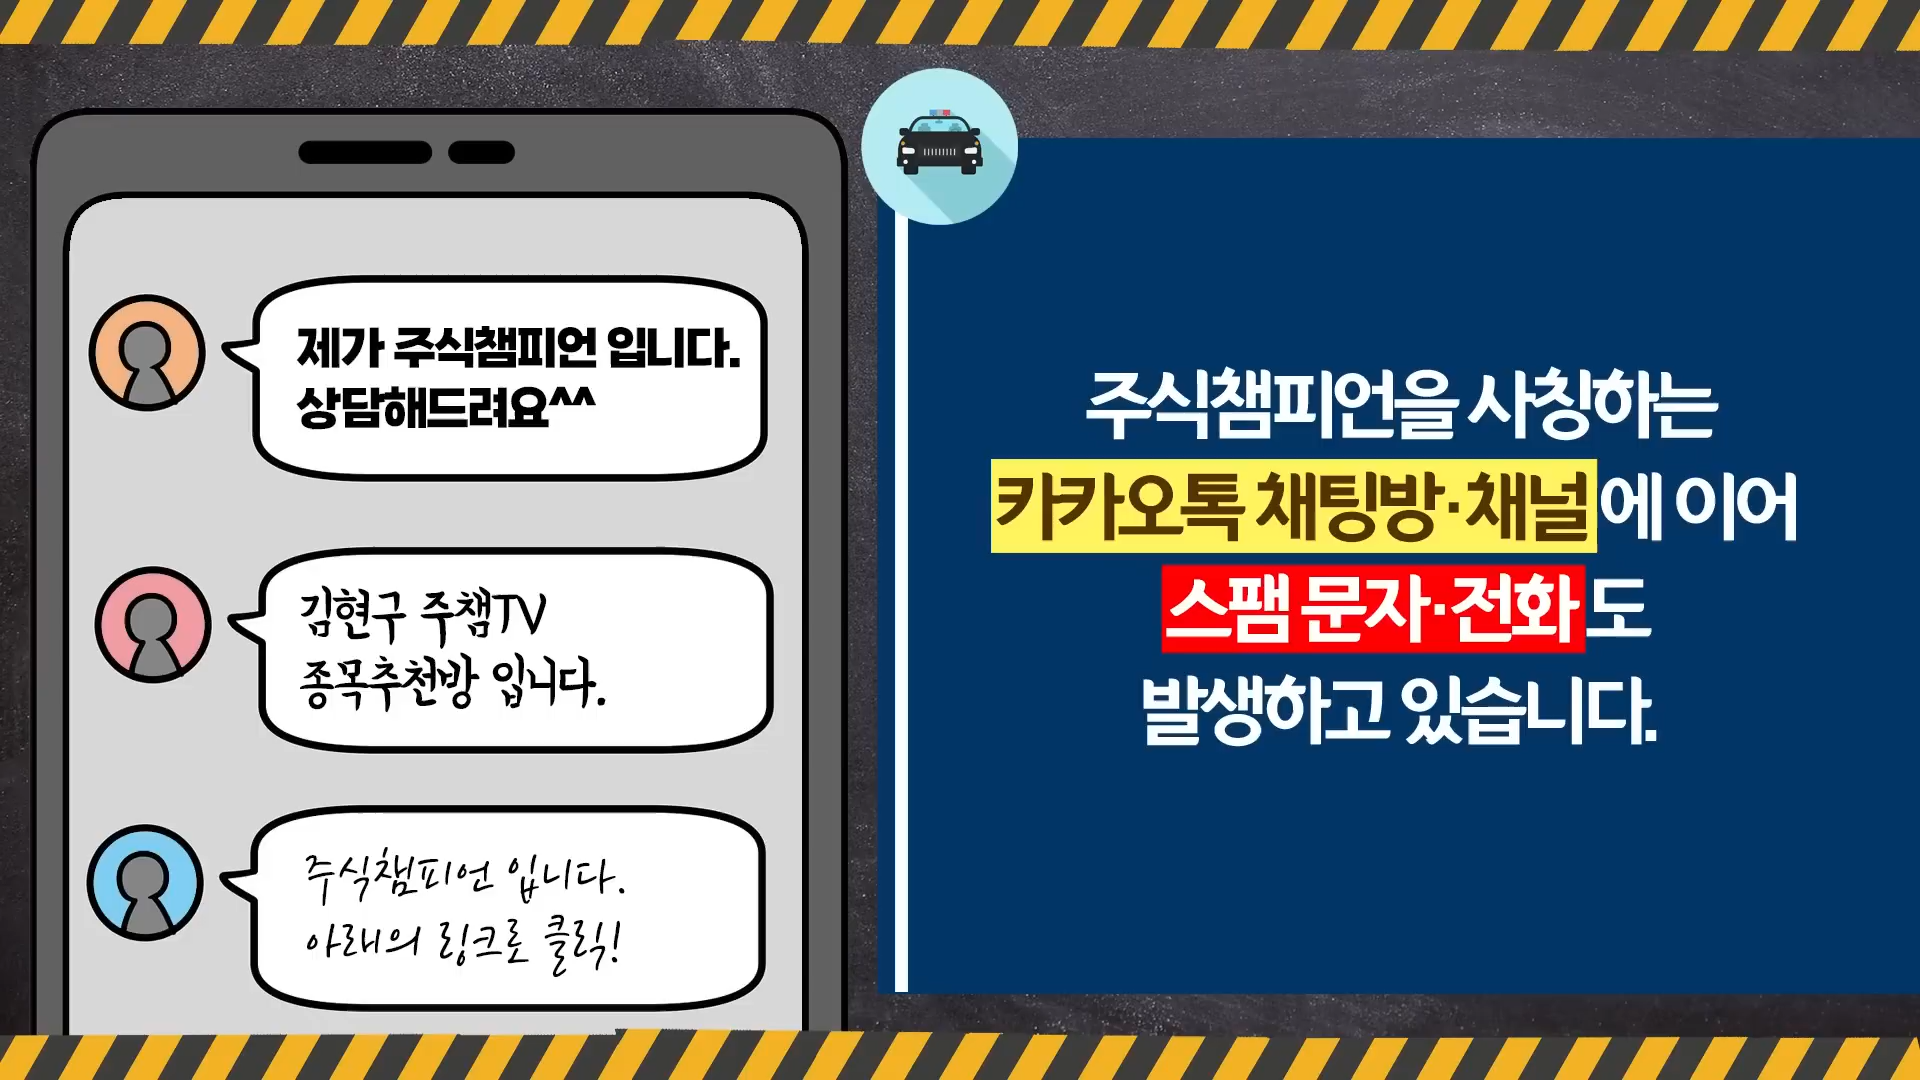 제가 주식챔피언 입니다.
상담해드려요^^
김현구 주챔TV
종목추천방 입니다.
주식챔피언 입니다.
아래의 링크로 클릭!
주식챔피언을 사칭하는
카카오톡 채팅방·채널에 이어
스팸 문자·전화도
발생하고 있습니다.